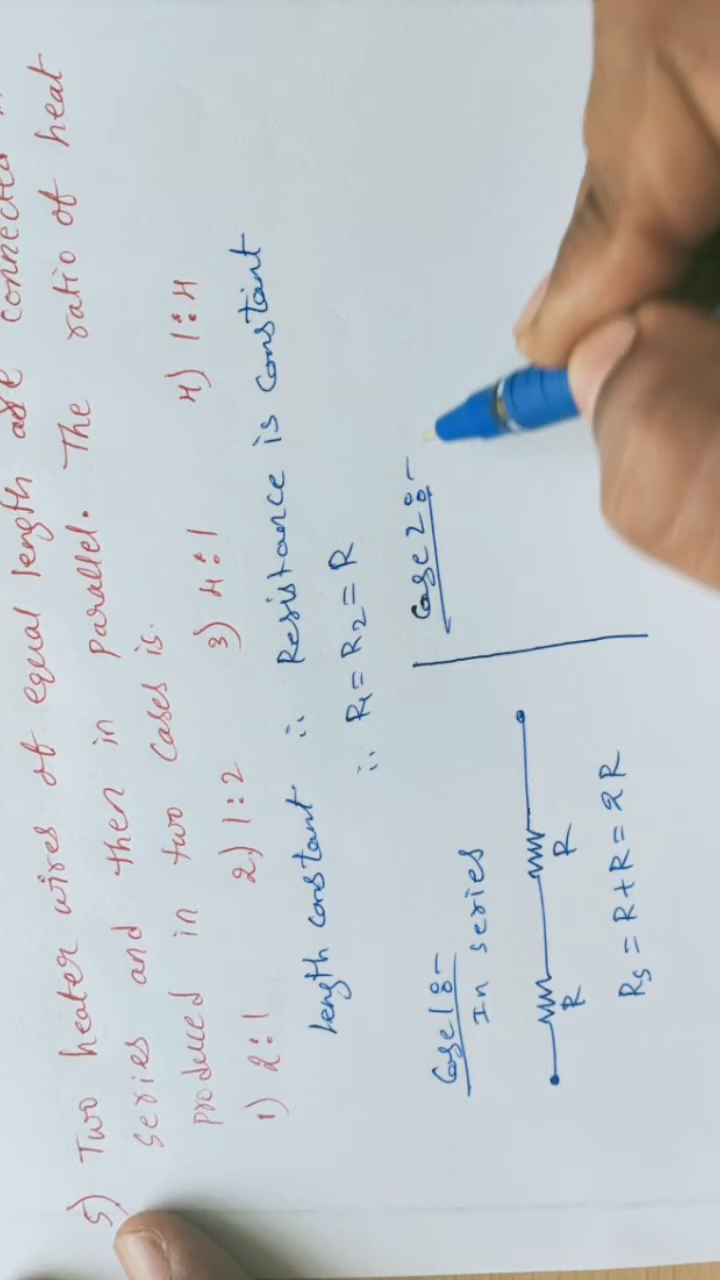 5) Two heater wires of equal length are connected
series and then in parallel. The ratio of heat
produced in two cases is.
1) 2:1 2) 1:2 3) 4:1 4) 1:4
length constant ∴ Resistance is constant
∴ R₁ = R₂ = R
Case 1:-
In series
R R
Rs = R+R = 2R
Case 2:-